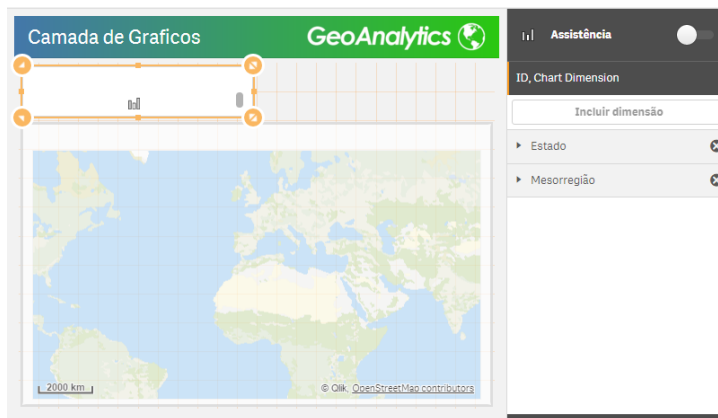 Camada de Graficos
GeoAnalytics
Assistência
ID, Chart Dimension
Incluir dimensão
Estado
Mesorregião
2000 km
© Qlik, OpenStreetMap contributors